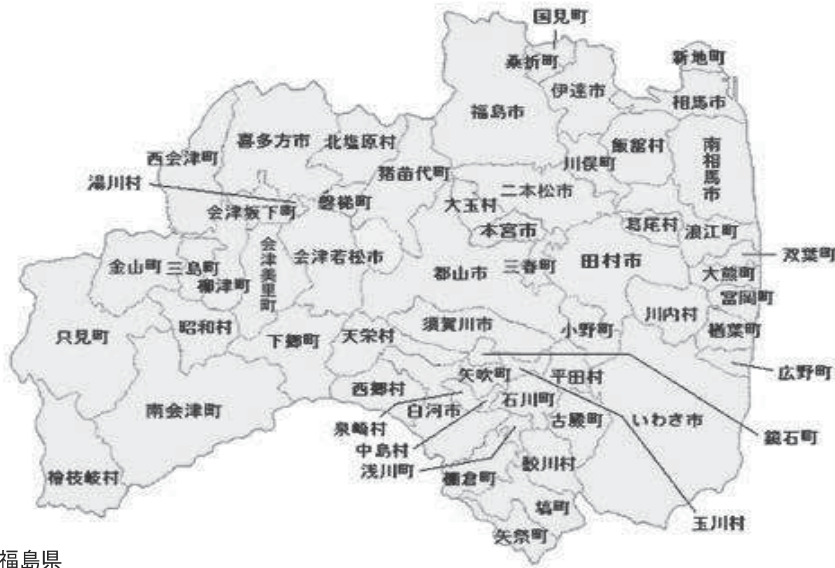 国見町
桑折町
新地町
伊達市
相馬市
福島市
喜多方市
北塩原村
飯舘村
南相馬市
西会津町
川俣町
猪苗代町
湯川村
二本松市
磐梯町
大玉村
会津坂下町
葛尾村
浪江町
本宮市
会津美里町
会津若松市
双葉町
金山町
三島町
郡山市
三春町
田村市
大熊町
柳津町
富岡町
川内村
昭和村
須賀川市
小野町
楢葉町
只見町
下郷町
天栄村
矢吹町
平田村
広野町
西郷村
石川町
南会津町
白河市
古殿町
いわき市
泉崎村
鏡石町
中島村
浅川町
鮫川村
檜枝岐村
棚倉町
塙町
玉川村
矢祭町
福島県